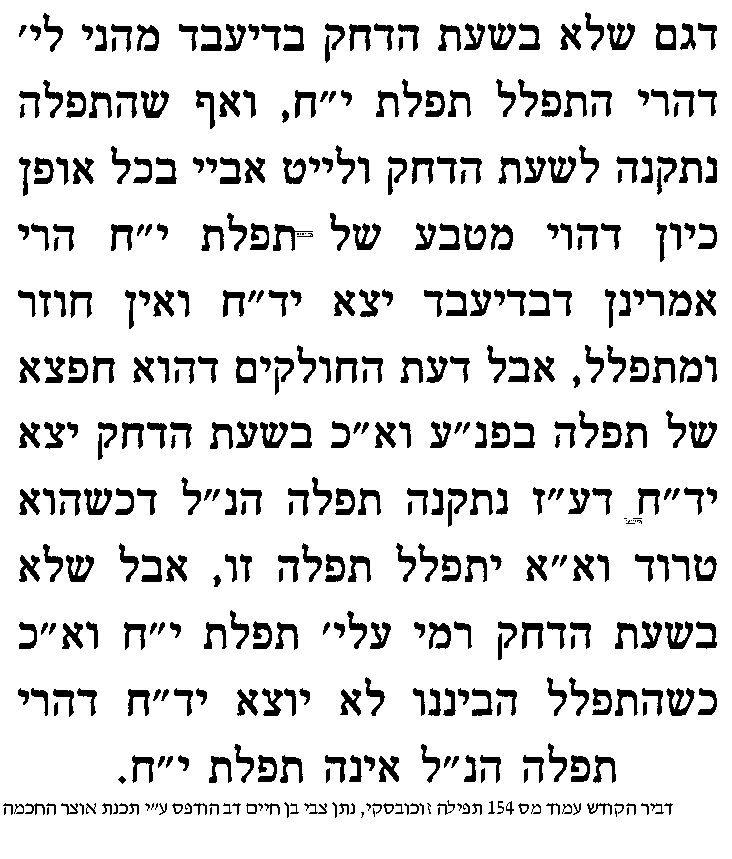 דגם שלא בשעת הדחק בדיעבד מהני לי׳
דהרי התפלל תפלת י״ח, ואף שהתפלה
נתקנה לשעת הדחק ולייט אביי בכל אופן
כיון דהוי מטבע של תפלת י״ח הרי
אמרינן דבדיעבד יצא יד״ח ואין חוזר
ומתפלל, אבל דעת החולקים דהוא חפצא
של תפלה בפנ״ע וא״כ בשעת הדחק יצא
יד״ח דע״ז נתקנה תפלה הנ״ל דכשהוא
טרוד וא״א יתפלל תפלה זו, אבל שלא
בשעת הדחק רמי עלי׳ תפלת י״ח וא״כ
כשהתפלל הביננו לא יוצא יד״ח דהרי
תפלה הנ״ל אינה תפלת י״ח.
דביר הקודש עמוד מס 154 תפילה זוכובסקי, נתן צבי בן חיים דב הודפס ע״י תכנת אוצר החכמה